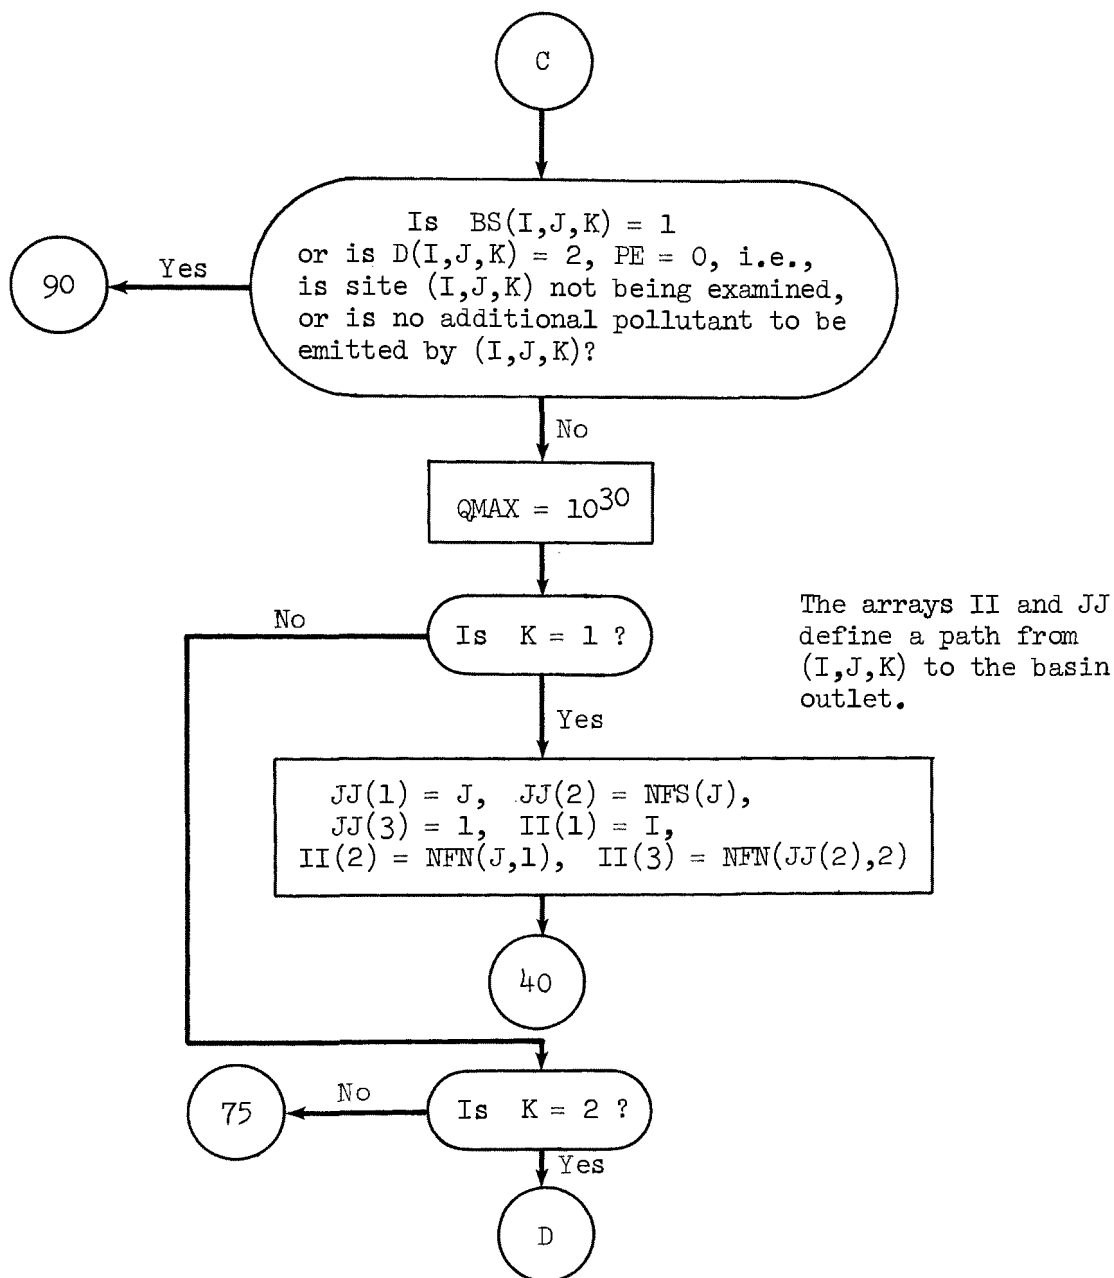 C
Is BS(I,J,K) = 1
or is D(I,J,K) = 2, PE = 0, i.e.,
is site (I,J,K) not being examined,
or is no additional pollutant to be
emitted by (I,J,K)?
Yes
90
No
QMAX = 10³⁰
Is K = 1 ?
No
The arrays II and JJ
define a path from
(I,J,K) to the basin
outlet.
Yes
JJ(1) = J, JJ(2) = NFS(J),
JJ(3) = 1, II(1) = I,
II(2) = NFN(J,1), II(3) = NFN(JJ(2),2)
40
Is K = 2 ?
No
75
Yes
D